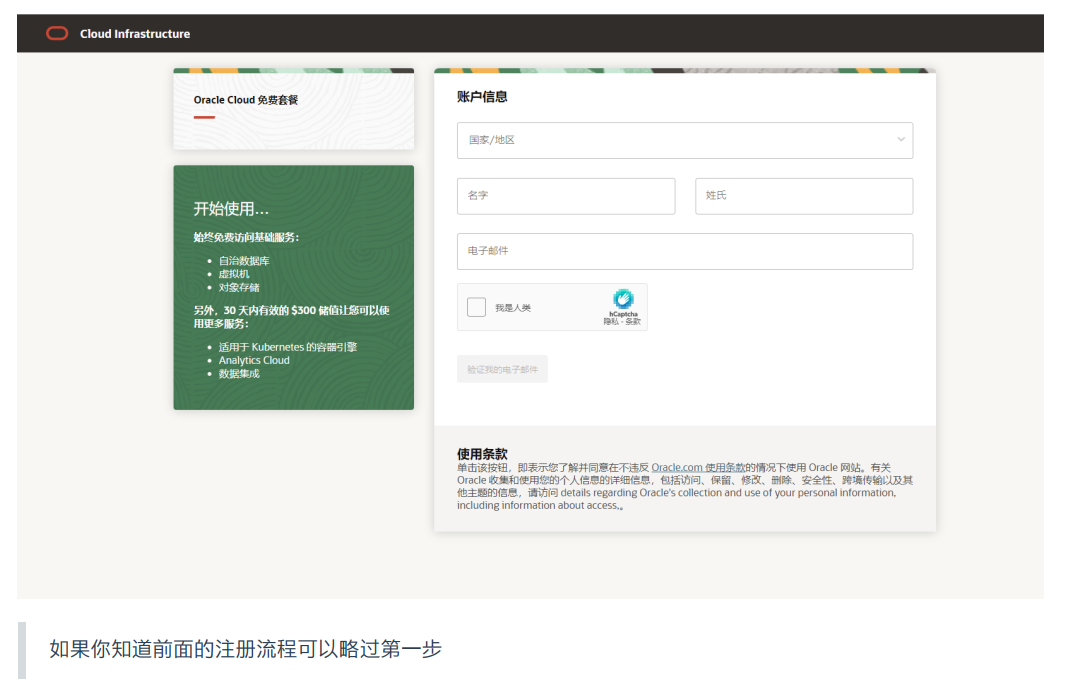 Cloud Infrastructure
Oracle Cloud 免费套餐
开始使用...
始终免费访问基础服务：
自治数据库
虚拟机
对象存储
另外，30 天内有效的 $300 储值让您可以使
用更多服务：
适用于 Kubernetes 的容器引擎
Analytics Cloud
数据集成
账户信息
国家/地区
名字
姓氏
电子邮件
我是人类
hCaptcha
隐私 - 条款
验证我的电子邮件
使用条款
单击该按钮，即表示您了解并同意在不违反 Oracle.com 使用条款的情况下使用 Oracle 网站。有关
Oracle 收集和使用您的个人信息的详细信息，包括访问、保留、修改、删除、安全性、跨境传输以及其
他主题的信息，请访问 details regarding Oracle's collection and use of your personal information,
including information about access,。
如果你知道前面的注册流程可以略过第一步